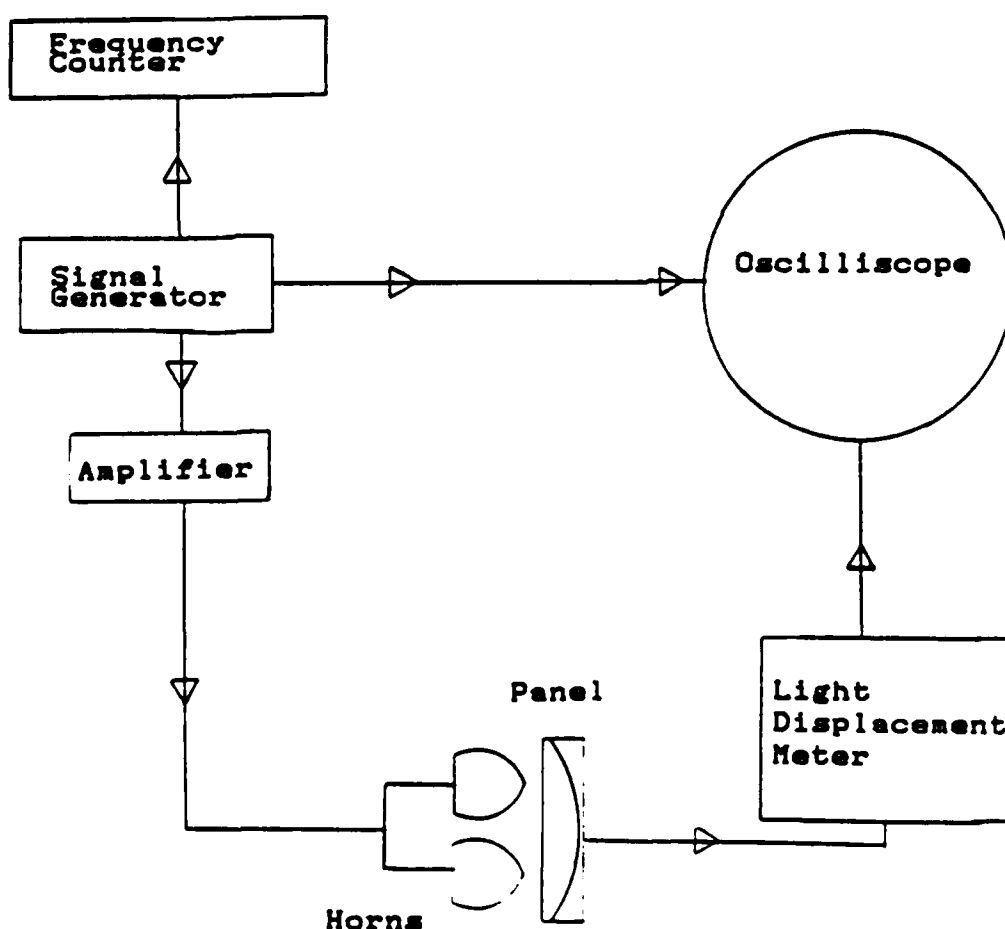 Frequency
Counter
Signal
Generator
Oscilliscope
Amplifier
Panel
Light
Displacement
Meter
Horns